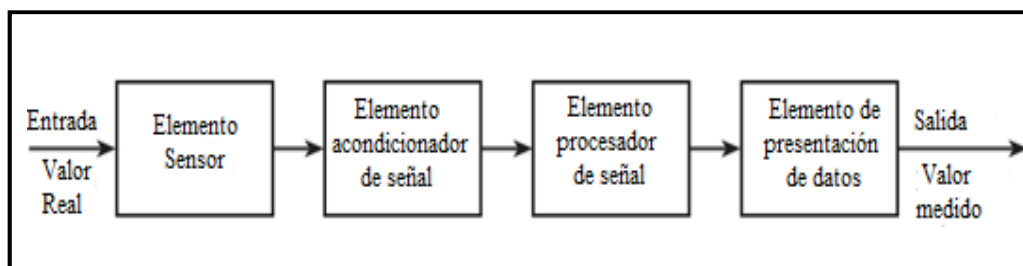 Entrada
Valor
Real
Elemento
Sensor
Elemento
acondicionador
de señal
Elemento
procesador
de señal
Elemento de
presentación
de datos
Salida
Valor
medido